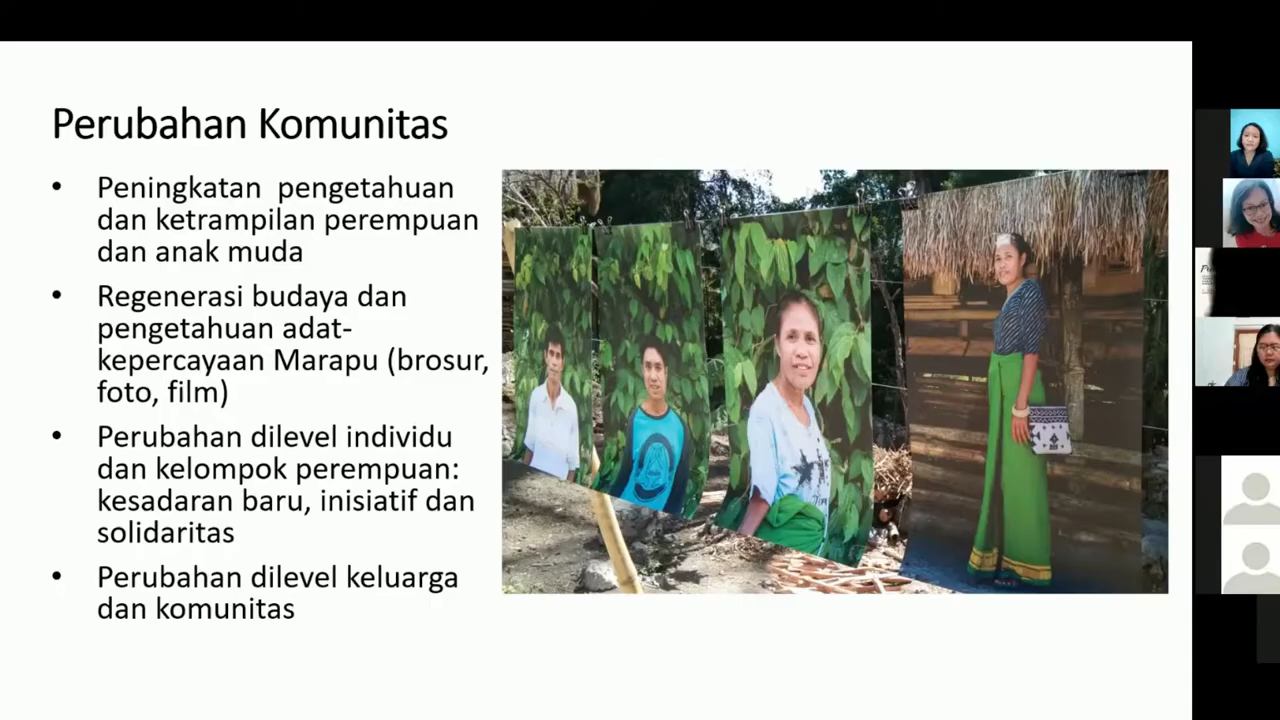 Perubahan Komunitas
• Peningkatan pengetahuan
dan ketrampilan perempuan
dan anak muda
• Regenerasi budaya dan
pengetahuan adat-
kepercayaan Marapu (brosur,
foto, film)
• Perubahan dilevel individu
dan kelompok perempuan:
kesadaran baru, inisiatif dan
solidaritas
• Perubahan dilevel keluarga
dan komunitas